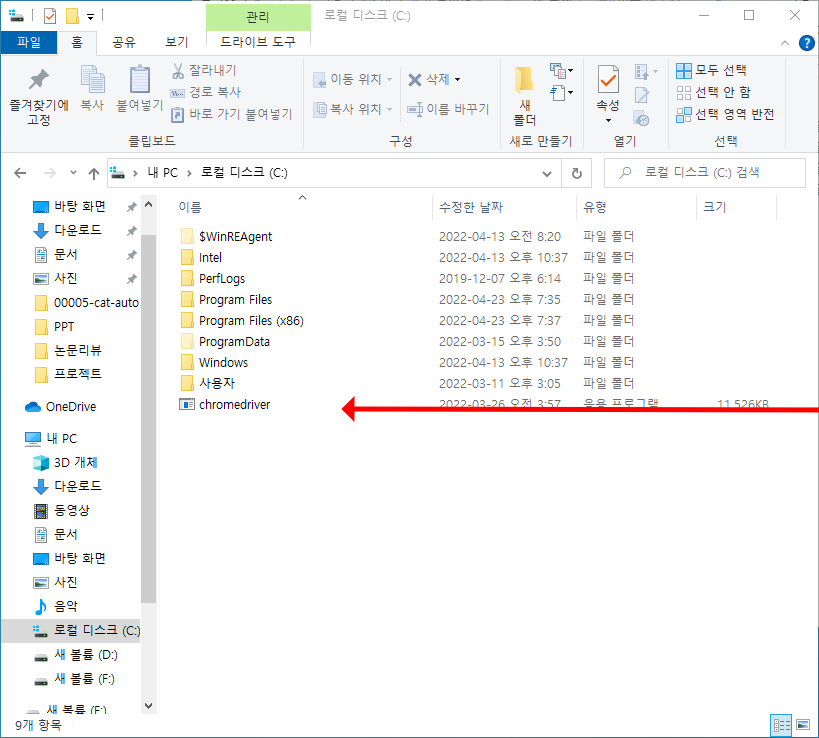 관리
로컬 디스크 (C:)
파일 홈 공유 보기 드라이브 도구
즐겨찾기에 고정
복사
붙여넣기
잘라내기
경로 복사
바로 가기 붙여넣기
클립보드
이동 위치
복사 위치
삭제
이름 바꾸기
구성
새 폴더
새로 만들기
속성
열기
모두 선택
선택 안 함
선택 영역 반전
선택
내 PC > 로컬 디스크 (C:)
로컬 디스크 (C:) 검색
바탕 화면
다운로드
문서
사진
00005-cat-auto
PPT
논문리뷰
프로젝트
OneDrive
내 PC
3D 개체
다운로드
동영상
문서
바탕 화면
사진
음악
로컬 디스크 (C:)
새 볼륨 (D:)
새 볼륨 (F:)
새 볼륨 (F:)
이름 수정한 날짜 유형 크기
$WinREAgent 2022-04-13 오전 8:20 파일 폴더
Intel 2022-04-13 오후 10:37 파일 폴더
PerfLogs 2019-12-07 오후 6:14 파일 폴더
Program Files 2022-04-23 오후 7:35 파일 폴더
Program Files (x86) 2022-04-23 오후 7:37 파일 폴더
ProgramData 2022-03-15 오후 3:50 파일 폴더
Windows 2022-04-13 오후 10:37 파일 폴더
사용자 2022-03-11 오후 3:05 파일 폴더
chromedriver 2022-03-26 오전 3:57 응용 프로그램 11,526KB
9개 항목